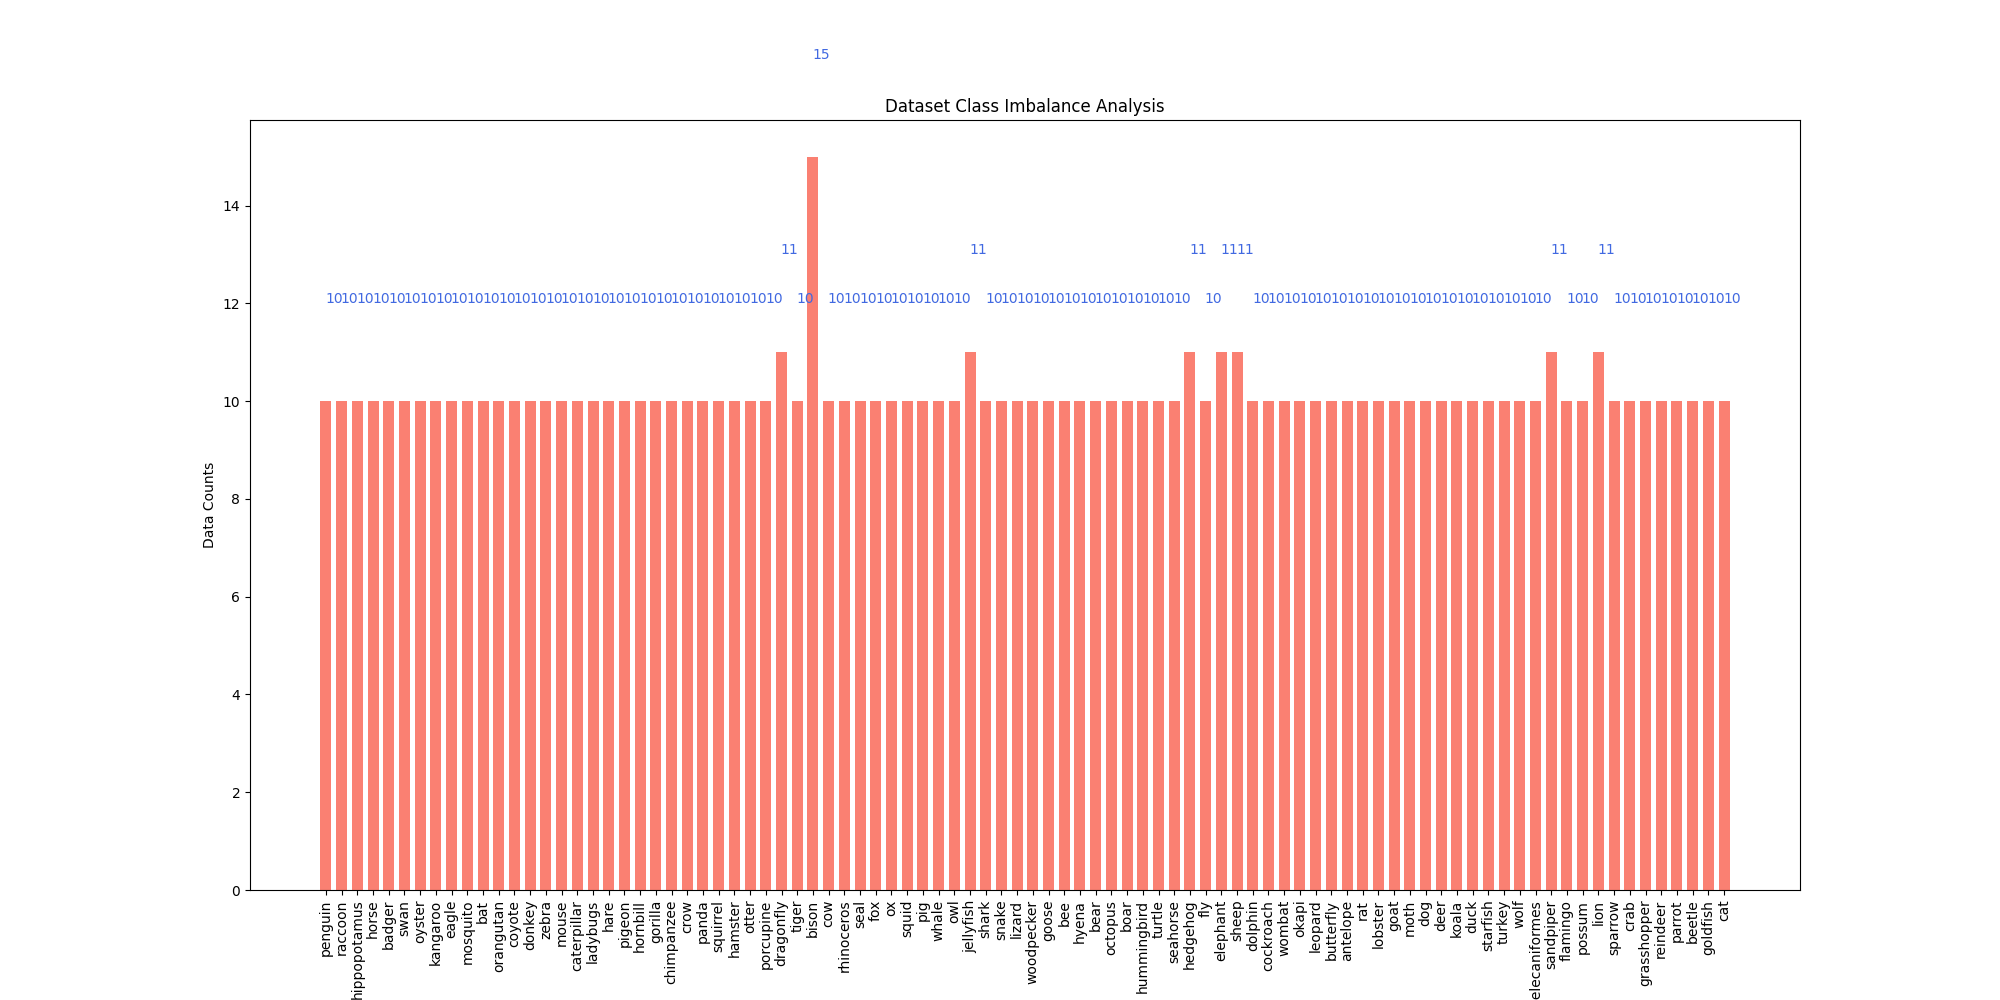 15
Dataset Class Imbalance Analysis
Data Counts
14
11 11 11 1111 11 11
12
1010101010101010101010101010101010101010101010101010101010 10 101010101010101010 10101010101010101010101010 10 10101010101010101010101010101010101010 1010 1010101010101010
10
8
6
4
2
0
penguin
raccoon
hippopotamus
horse
badger
swan
oyster
kangaroo
eagle
mosquito
bat
orangutan
coyote
donkey
zebra
mouse
caterpillar
ladybugs
hare
pigeon
hornbill
gorilla
chimpanzee
crow
panda
squirrel
hamster
otter
porcupine
dragonfly
tiger
bison
cow
rhinoceros
seal
fox
ox
squid
pig
whale
owl
jellyfish
shark
snake
lizard
woodpecker
goose
bee
hyena
bear
octopus
boar
hummingbird
turtle
seahorse
hedgehog
fly
elephant
sheep
dolphin
cockroach
wombat
okapi
leopard
butterfly
antelope
rat
lobster
goat
moth
dog
deer
koala
duck
starfish
turkey
wolf
elecaniformes
sandpiper
flamingo
possum
lion
sparrow
crab
grasshopper
reindeer
parrot
beetle
goldfish
cat